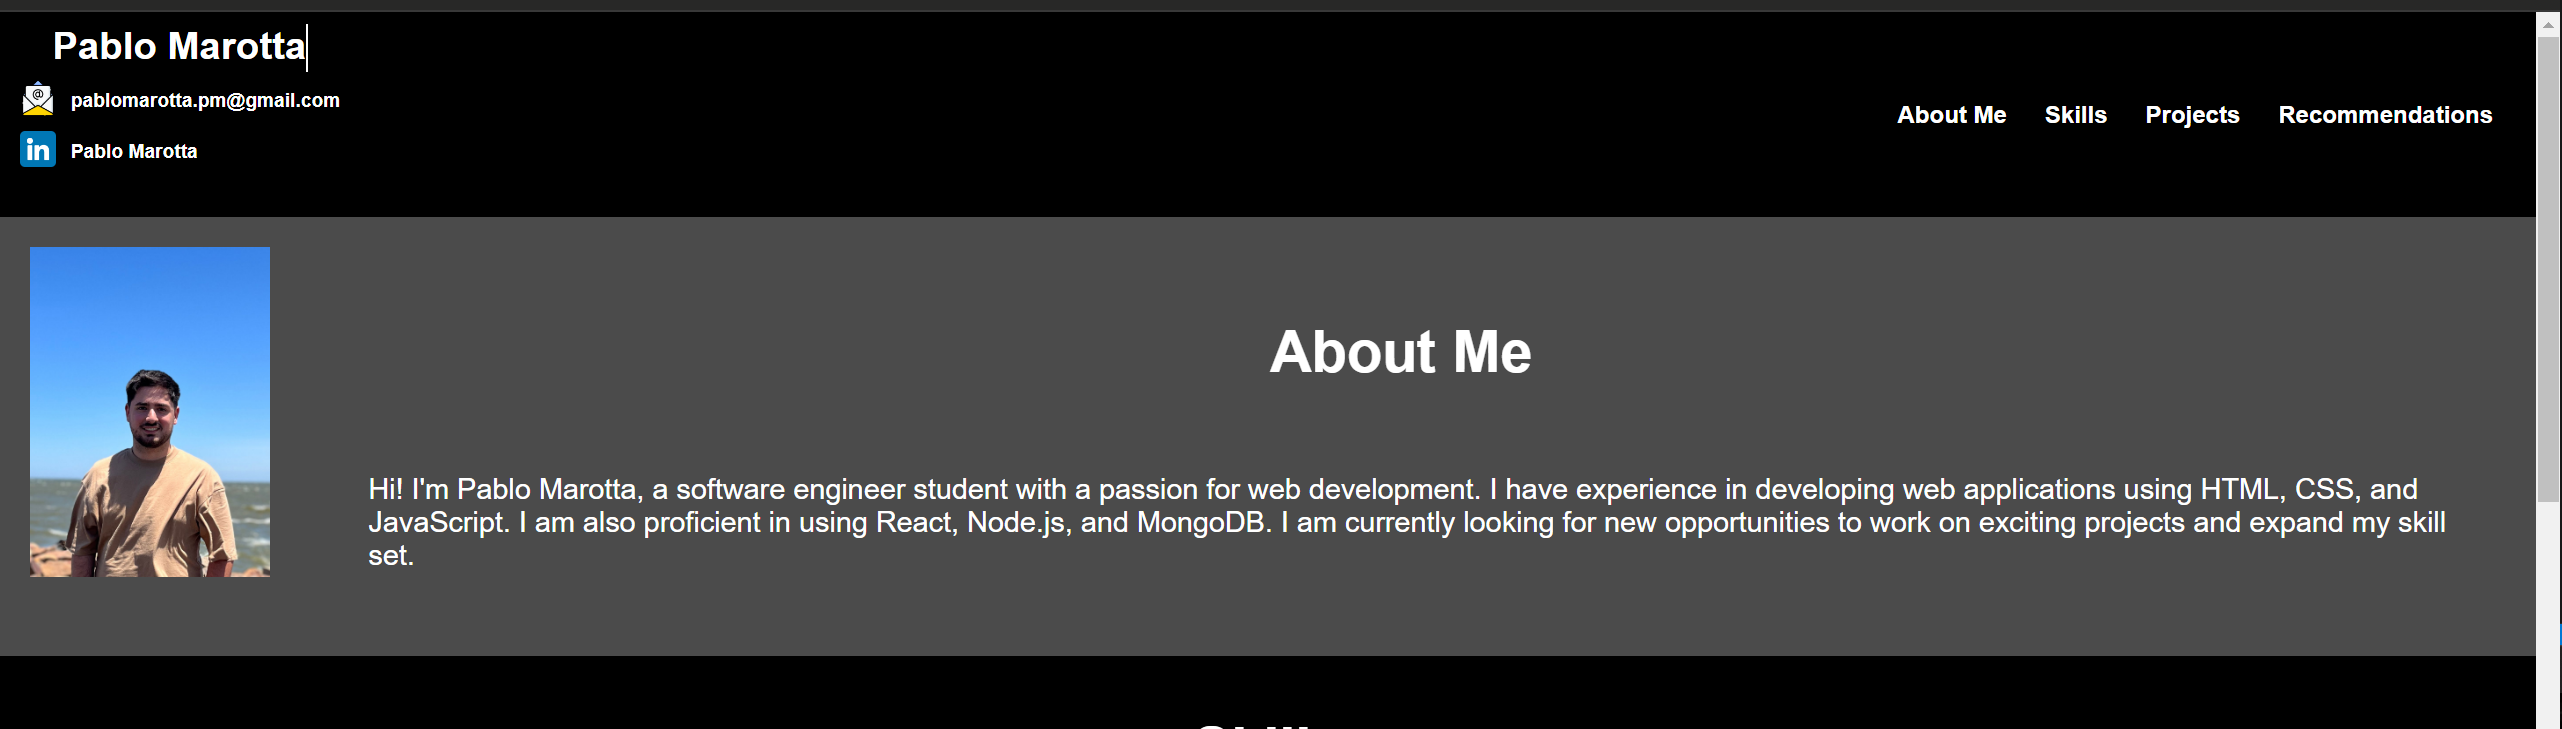 Pablo Marotta
@
pablomarotta.pm@gmail.com
in
Pablo Marotta
About Me
Skills
Projects
Recommendations
About Me
Hi! I'm Pablo Marotta, a software engineer student with a passion for web development. I have experience in developing web applications using HTML, CSS, and
JavaScript. I am also proficient in using React, Node.js, and MongoDB. I am currently looking for new opportunities to work on exciting projects and expand my skill
set.